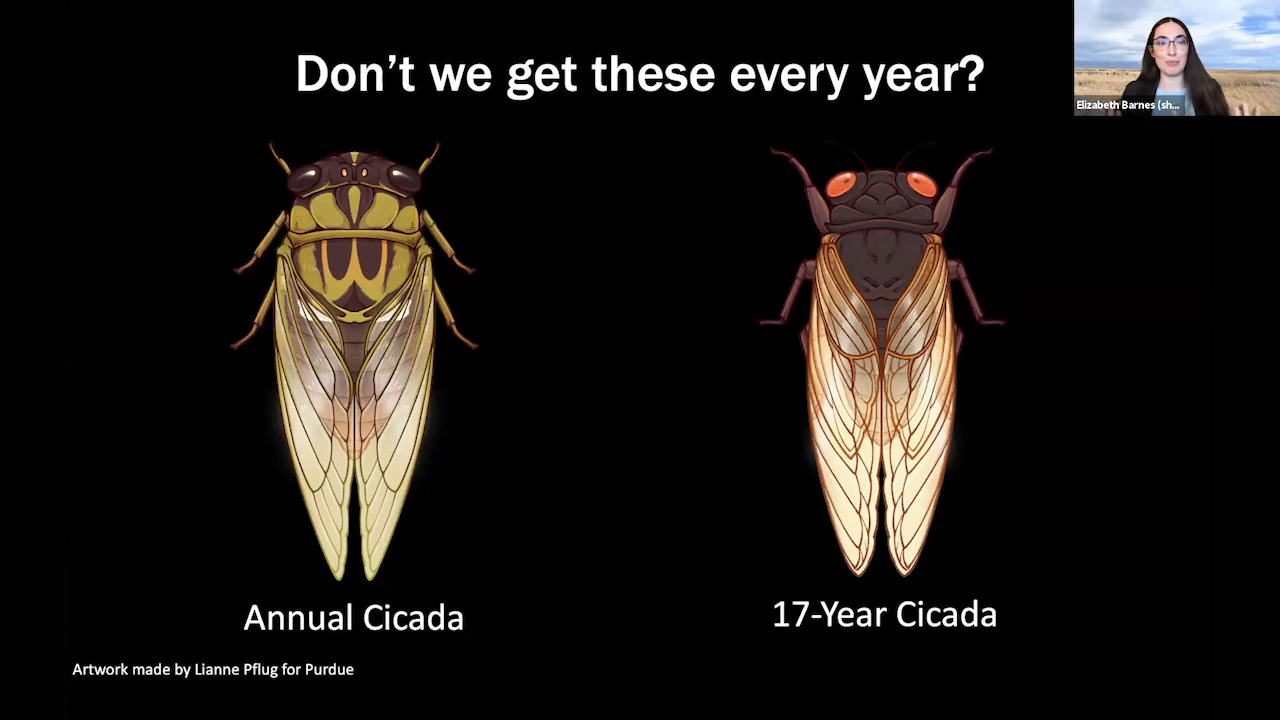 Don't we get these every year?
Elizabeth Barnes (sh...
Annual Cicada
17-Year Cicada
Artwork made by Lianne Pflug for Purdue